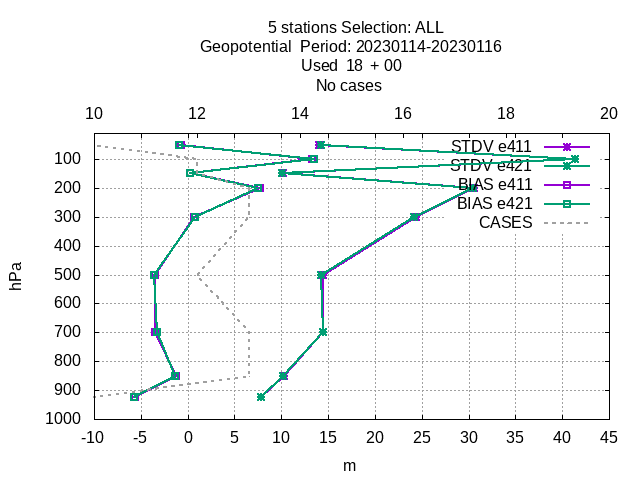 5 stations Selection: ALL
Geopotential  Period: 20230114-20230116
Used  18  + 00
No cases
10 12 14 16 18 20
STDV e411
STDV e421
BIAS e411
BIAS e421
CASES
hPa
100
200
300
400
500
600
700
800
900
1000
-10 -5 0 5 10 15 20 25 30 35 40 45
m